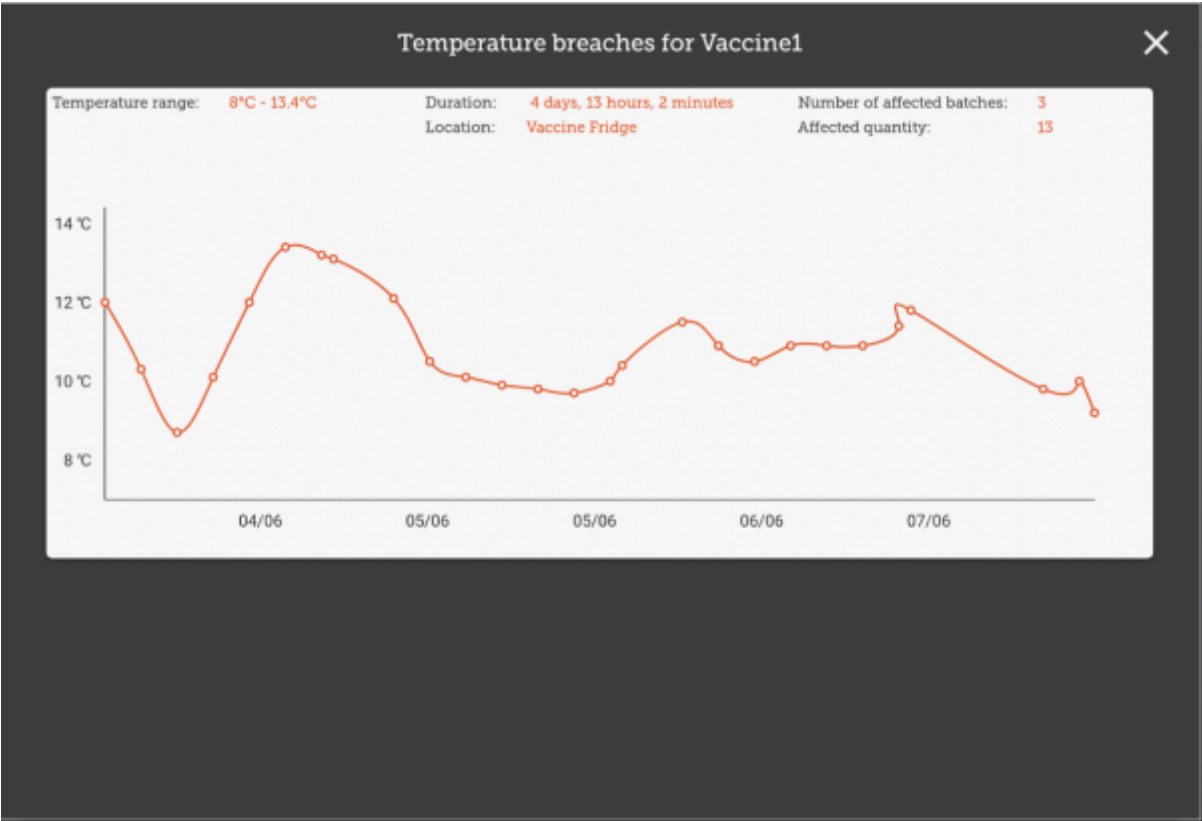 Temperature breaches for Vaccine1
Temperature range: 8°C - 13.4°C Duration: 4 days, 13 hours, 2 minutes Number of affected batches: 3
Location: Vaccine Fridge Affected quantity: 13
14 °C
12 °C
10 °C
8 °C
04/06 05/06 05/06 06/06 07/06